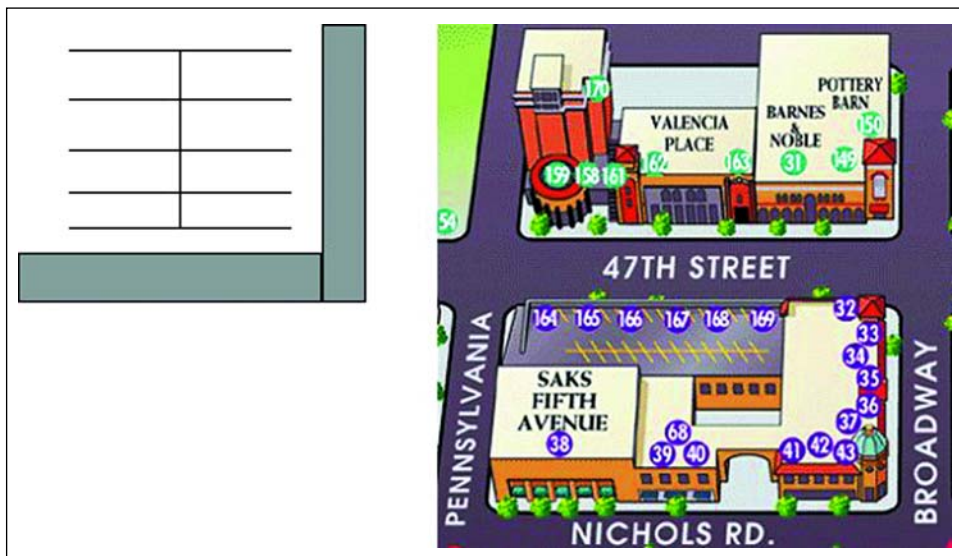 170
POTTERY
BARN
150
BARNES
&
NOBLE
VALENCIA
PLACE
162
163
31
149
159
158
161
54
47TH STREET
164
165
166
167
168
169
32
33
34
35
36
37
PENNSYLVANIA
BROADWAY
SAKS
FIFTH
AVENUE
38
68
39
40
41
42
43
NICHOLS RD.